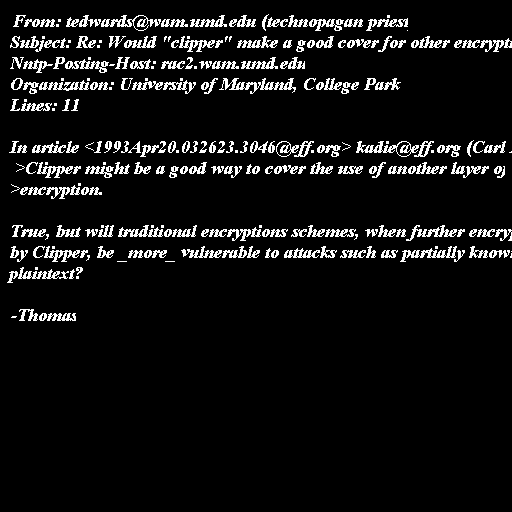 From: tedwards@wam.umd.edu (technopagan priest
Subject: Re: Would "clipper" make a good cover for other encrypti
Nntp-Posting-Host: rac2.wam.umd.edu
Organization: University of Maryland, College Park
Lines: 11

In article <1993Apr20.032623.3046@eff.org> kadie@eff.org (Carl
>Clipper might be a good way to cover the use of another layer of
>encryption.

True, but will traditional encryptions schemes, when further encryp
by Clipper, be _more_ vulnerable to attacks such as partially known
plaintext?

-Thomas